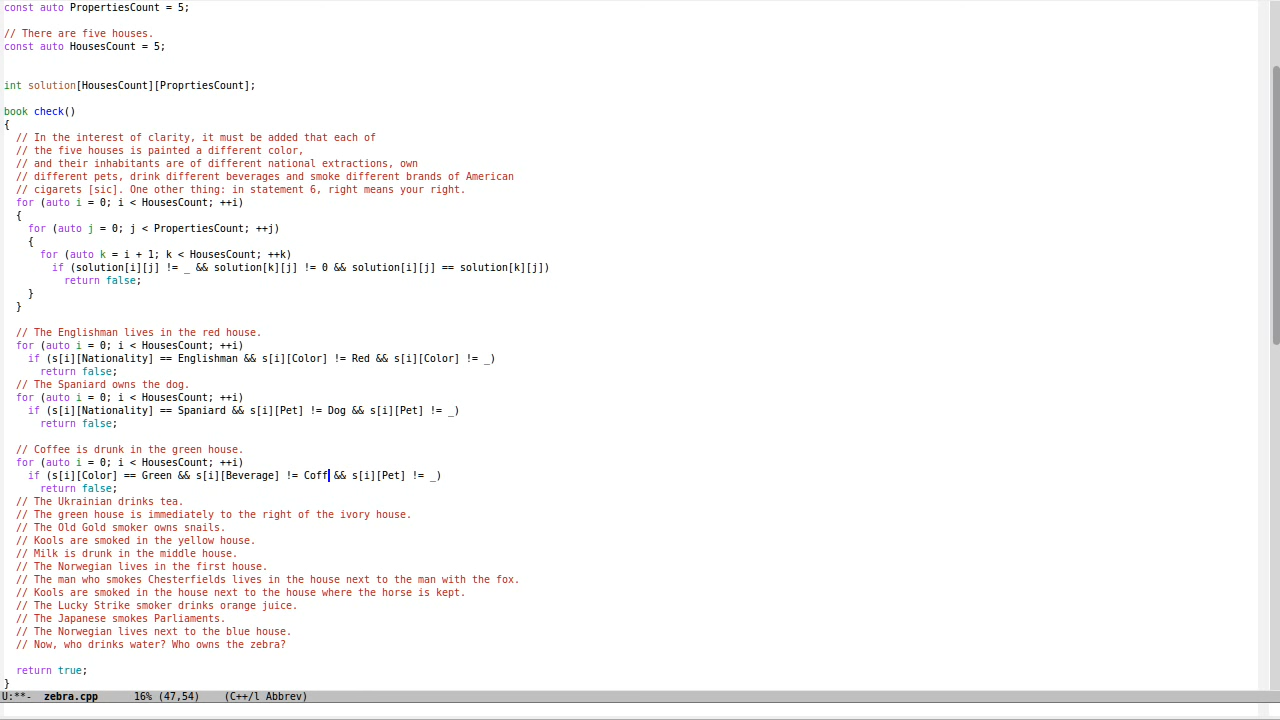 const auto PropertiesCount = 5;
// There are five houses.
const auto HousesCount = 5;
int solution[HousesCount][ProprtiesCount];
book check()
{
  // In the interest of clarity, it must be added that each of
  // the five houses is painted a different color,
  // and their inhabitants are of different national extractions, own
  // different pets, drink different beverages and smoke different brands of American
  // cigarets [sic]. One other thing: in statement 6, right means your right.
  for (auto i = 0; i < HousesCount; ++i)
  {
    for (auto j = 0; j < PropertiesCount; ++j)
    {
      for (auto k = i + 1; k < HousesCount; ++k)
        if (solution[i][j] != _ && solution[k][j] != 0 && solution[i][j] == solution[k][j])
          return false;
    }
  }
  // The Englishman lives in the red house.
  for (auto i = 0; i < HousesCount; ++i)
    if (s[i][Nationality] == Englishman && s[i][Color] != Red && s[i][Color] != _)
      return false;
  // The Spaniard owns the dog.
  for (auto i = 0; i < HousesCount; ++i)
    if (s[i][Nationality] == Spaniard && s[i][Pet] != Dog && s[i][Pet] != _)
      return false;
  // Coffee is drunk in the green house.
  for (auto i = 0; i < HousesCount; ++i)
    if (s[i][Color] == Green && s[i][Beverage] != Coff && s[i][Pet] != _)
      return false;
  // The Ukrainian drinks tea.
  // The green house is immediately to the right of the ivory house.
  // The Old Gold smoker owns snails.
  // Kools are smoked in the yellow house.
  // Milk is drunk in the middle house.
  // The Norwegian lives in the first house.
  // The man who smokes Chesterfields lives in the house next to the man with the fox.
  // Kools are smoked in the house next to the house where the horse is kept.
  // The Lucky Strike smoker drinks orange juice.
  // The Japanese smokes Parliaments.
  // The Norwegian lives next to the blue house.
  // Now, who drinks water? Who owns the zebra?
  return true;
}
U:**-  zebra.cpp      16% (47,54)    (C++/l Abbrev)